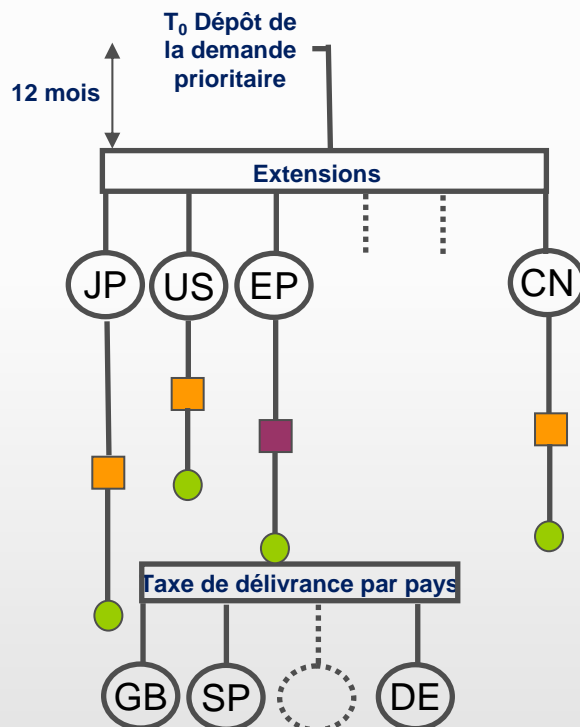 T₀ Dépôt de
la demande
prioritaire
12 mois
Extensions
JP
US
EP
CN
Taxe de délivrance par pays
GB
SP
DE